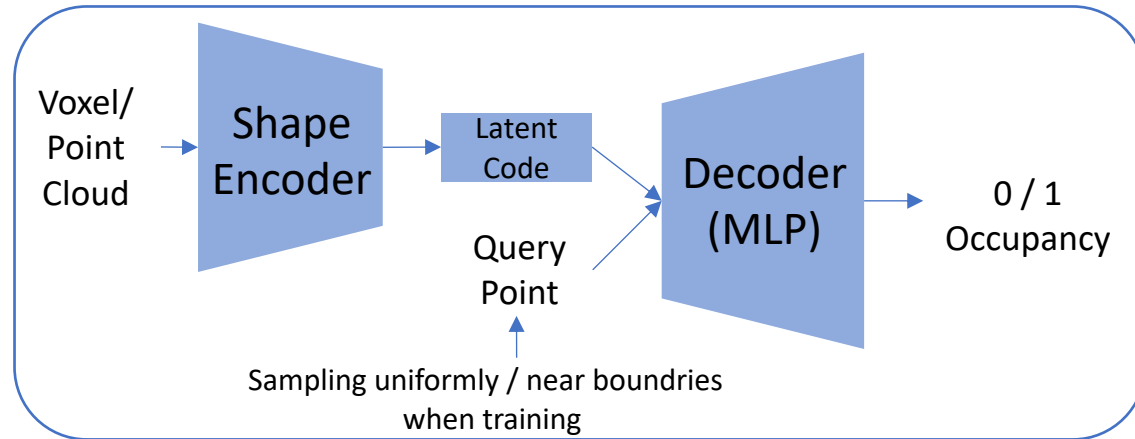 Voxel/
Point
Cloud
Shape
Encoder
Latent
Code
Query
Point
Sampling uniformly / near boundries
when training
Decoder
(MLP)
0 / 1
Occupancy